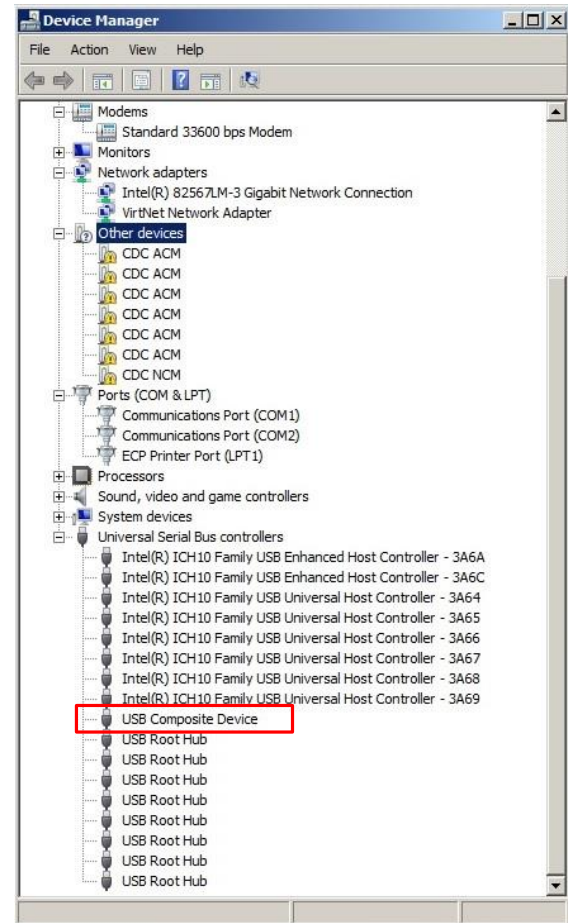 Device Manager
File Action View Help
Modems
Standard 33600 bps Modem
Monitors
Network adapters
Intel(R) 82567LM-3 Gigabit Network Connection
VirtNet Network Adapter
Other devices
CDC ACM
CDC ACM
CDC ACM
CDC ACM
CDC ACM
CDC ACM
CDC NCM
Ports (COM & LPT)
Communications Port (COM1)
Communications Port (COM2)
ECP Printer Port (LPT1)
Processors
Sound, video and game controllers
System devices
Universal Serial Bus controllers
Intel(R) ICH10 Family USB Enhanced Host Controller - 3A6A
Intel(R) ICH10 Family USB Enhanced Host Controller - 3A6C
Intel(R) ICH10 Family USB Universal Host Controller - 3A64
Intel(R) ICH10 Family USB Universal Host Controller - 3A65
Intel(R) ICH10 Family USB Universal Host Controller - 3A66
Intel(R) ICH10 Family USB Universal Host Controller - 3A67
Intel(R) ICH10 Family USB Universal Host Controller - 3A68
Intel(R) ICH10 Family USB Universal Host Controller - 3A69
USB Composite Device
USB Root Hub
USB Root Hub
USB Root Hub
USB Root Hub
USB Root Hub
USB Root Hub
USB Root Hub
USB Root Hub